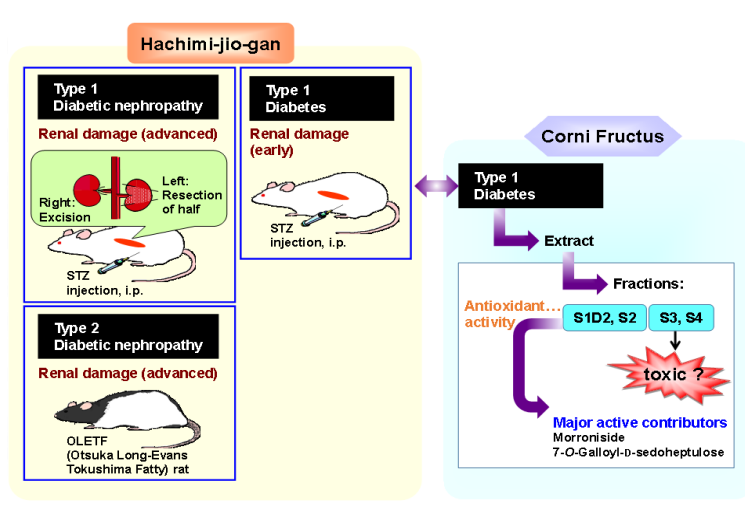 Hachimi-jio-gan
Type 1
Diabetic nephropathy
Renal damage (advanced)
Right:
Excision
Left:
Resection
of half
STZ
injection, i.p.
Type 1
Diabetes
Renal damage
(early)
STZ
injection, i.p.
Type 2
Diabetic nephropathy
Renal damage (advanced)
OLETF
(Otsuka Long-Evans
Tokushima Fatty) rat
Corni Fructus
Type 1
Diabetes
Extract
Fractions:
Antioxidant…
activity
S1D2, S2
S3, S4
toxic ?
Major active contributors
Morroniside
7-O-Galloyl-D-sedoheptulose